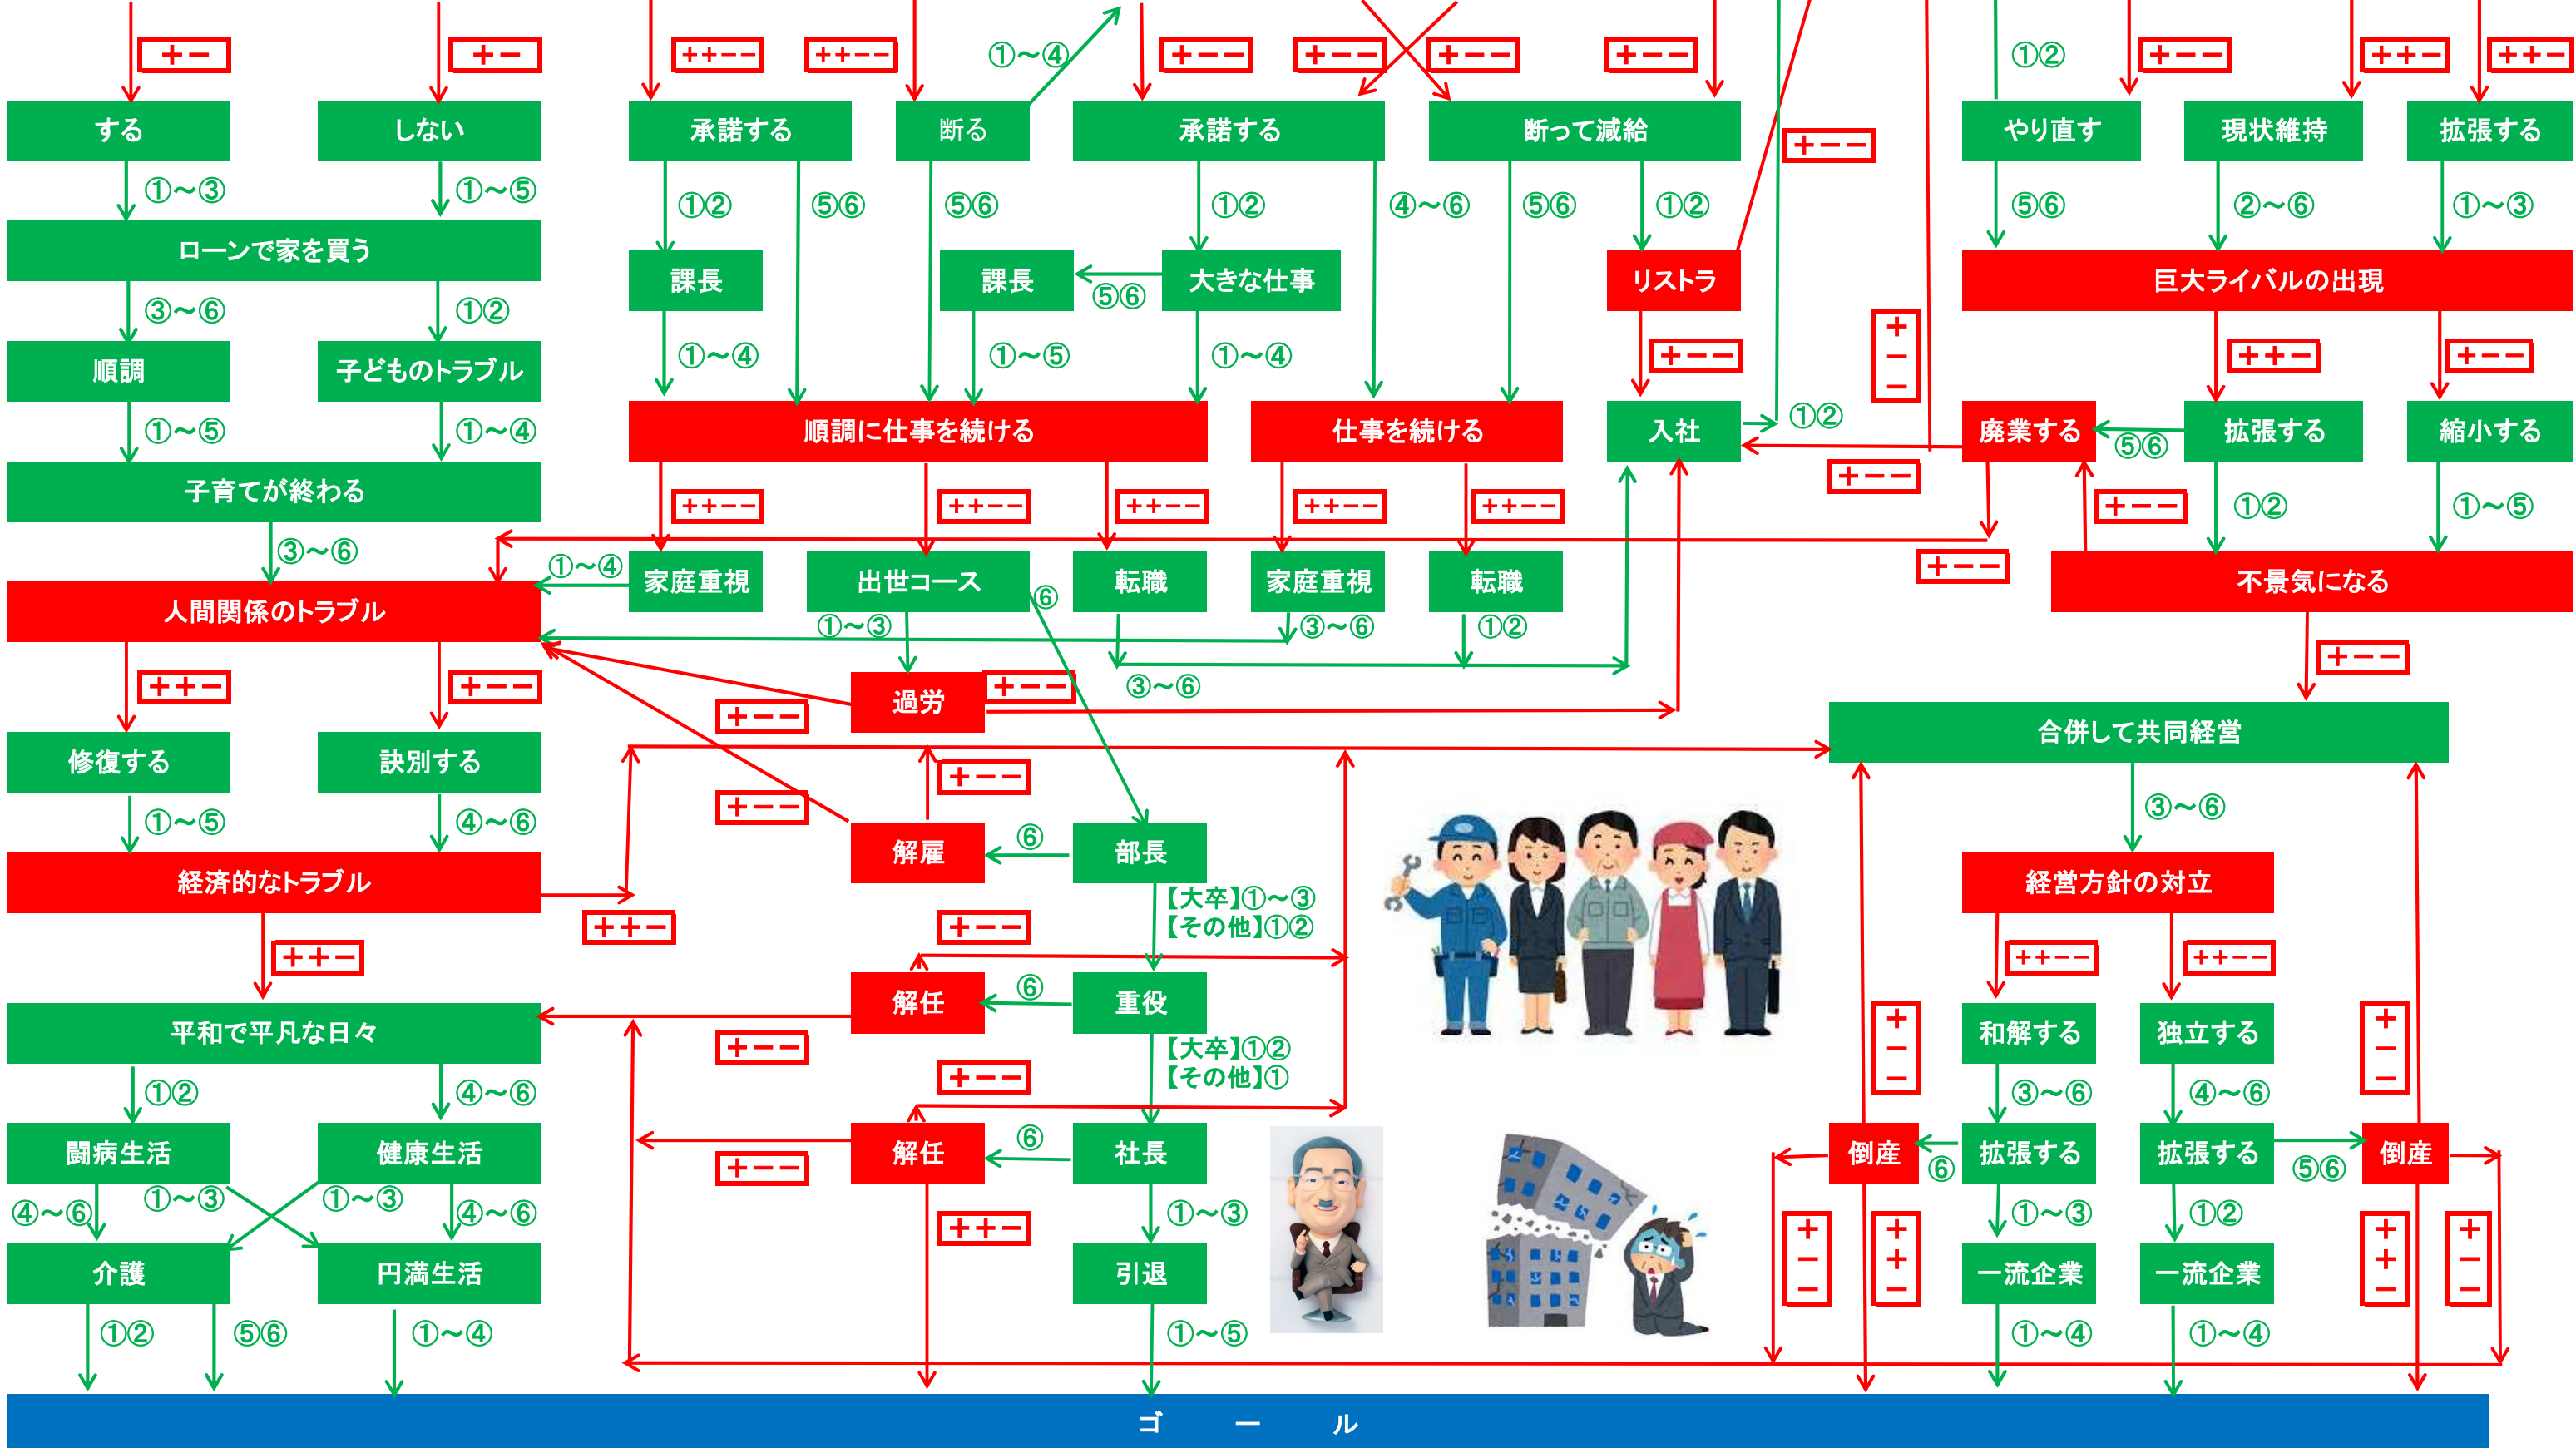 +- +- ++-- ++-- ①～④ +-- +-- +-- +-- ①② +-- ++- ++-
する しない 承諾する 断る 承諾する 断って減給 やり直す 現状維持 拡張する
+--
①～③ ①～⑤ ①② ⑤⑥ ⑤⑥ ①② ④～⑥ ⑤⑥ ①② ⑤⑥ ②～⑥ ①～③
ローンで家を買う
課長 課長 大きな仕事 リストラ 巨大ライバルの出現
⑤⑥
③～⑥ ①②
順調 子どものトラブル
①～④ ①～⑤ ①～④ +-- +-- ++- +--
①～⑤ ①～④ 順調に仕事を続ける 仕事を続ける 入社 ①② 廃業する ⑤⑥ 拡張する 縮小する
+--
子育てが終わる
++-- ++-- ++-- ++-- ++-- +-- ①② ①～⑤
③～⑥ ①～④ +--
人間関係のトラブル 家庭重視 出世コース ⑥ 転職 家庭重視 転職 不景気になる
①～③ ③～⑥ ①②
++- +-- +-- 過労 +-- ③～⑥ +--
修復する 訣別する 合併して共同経営
+--
①～⑤ ④～⑥ +-- ③～⑥
解雇 ⑥ 部長
経済的なトラブル 経営方針の対立
【大卒】①～③
【その他】①②
++- ++- +-- ++-- ++--
平和で平凡な日々 解任 ⑥ 重役 和解する 独立する
+-- +-- +--
【大卒】①②
【その他】①
①② ④～⑥ +-- ③～⑥ ④～⑥
闘病生活 健康生活 解任 ⑥ 社長 倒産 ⑥ 拡張する 拡張する ⑤⑥ 倒産
+--
④～⑥ ①～③ ①～③ ④～⑥ ++- ①～③ +-- ++- ①～③ ①② ++- +--
介護 円満生活 引退 一流企業 一流企業
①② ⑤⑥ ①～④ ①～⑤ ①～④ ①～④
ゴール